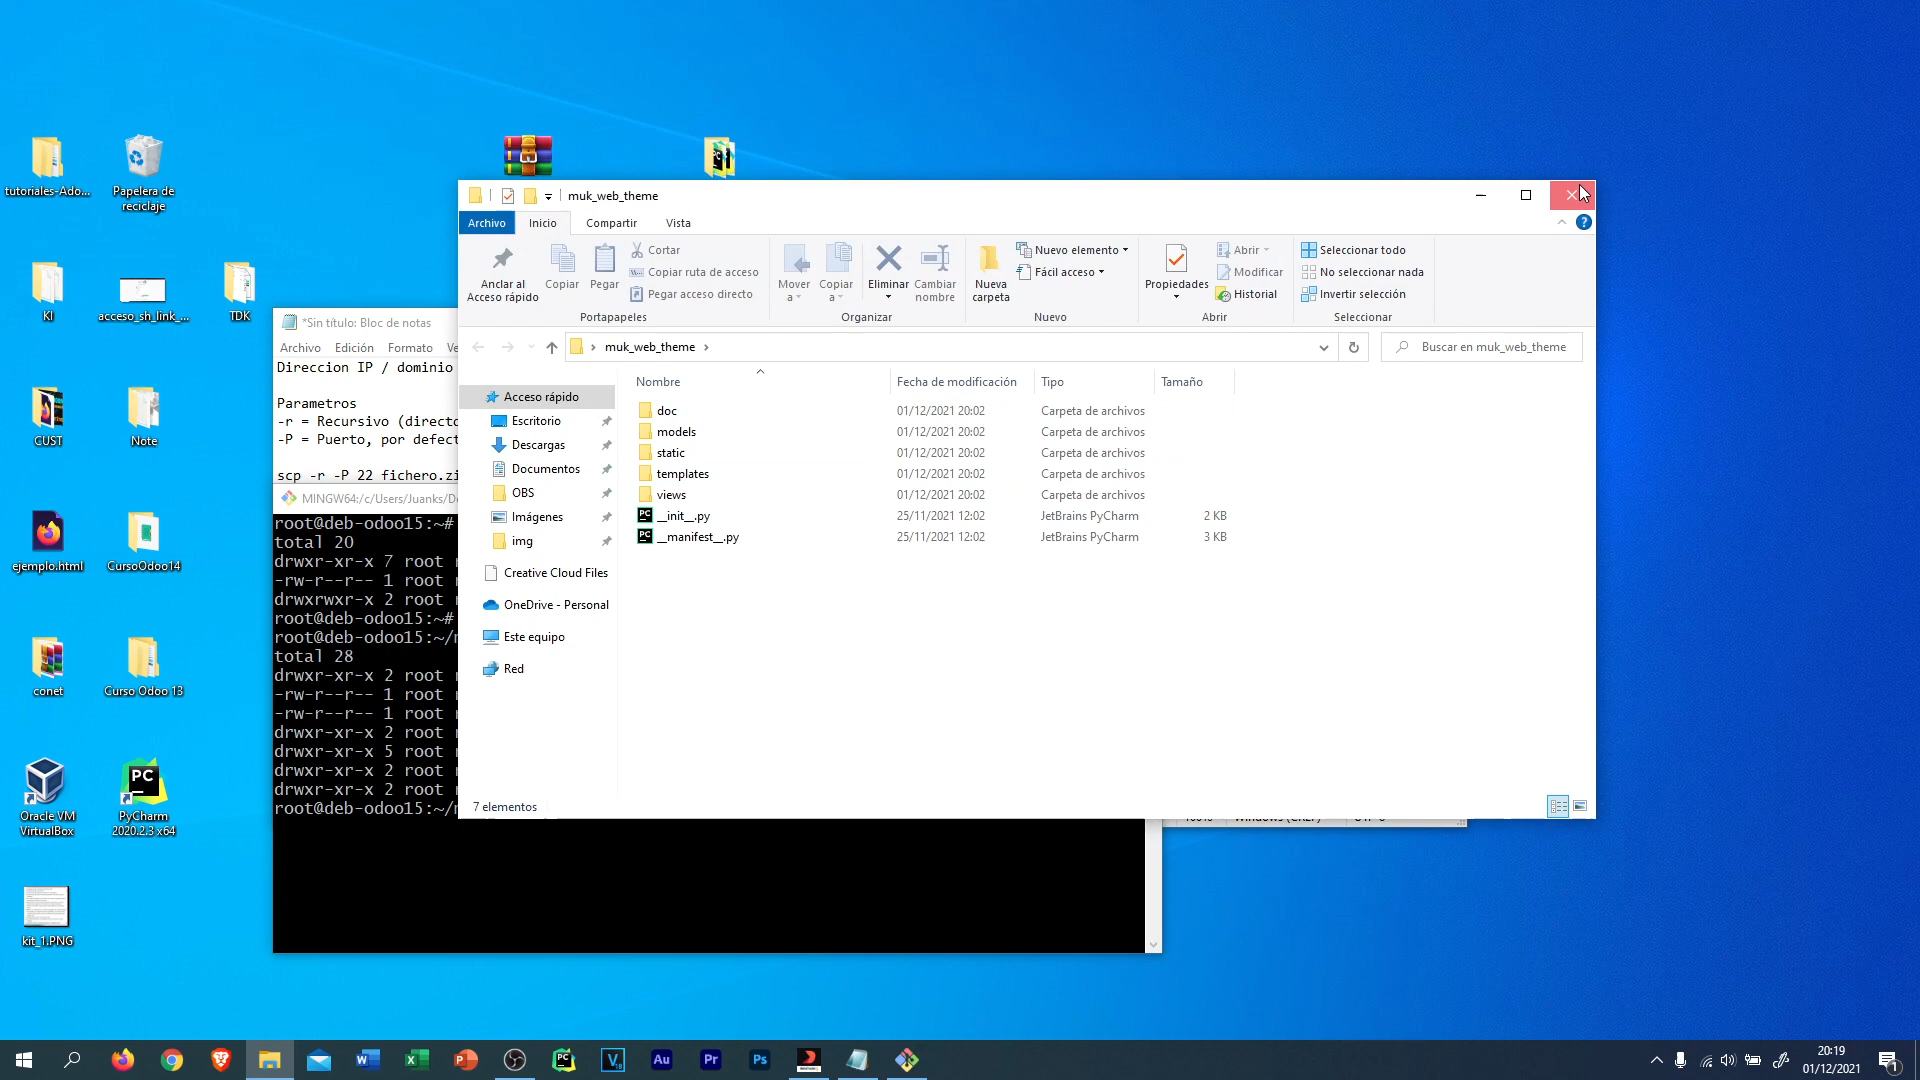 tutoriales-Ado...
Papelera de
reciclaje
KI
acceso_sh_link_...
TDK
CUST
Note
ejemplo.html
CursoOdoo14
conet
Curso Odoo 13
Oracle VM
VirtualBox
PyCharm
2020.2.3 x64
kit_1.PNG
*Sin título: Bloc de notas
Archivo Edición Formato
Direccion IP / dominio
Parametros
-r = Recursivo (directo
-P = Puerto, por defect
scp -r -P 22 fichero.zi
MINGW64:/c/Users/Juanks/De
root@deb-odoo15:~#
total 20
drwxr-xr-x 7 root
-rw-r--r-- 1 root
drwxrwxr-x 2 root
root@deb-odoo15:~#
root@deb-odoo15:~/
total 28
drwxr-xr-x 2 root
-rw-r--r-- 1 root
-rw-r--r-- 1 root
drwxr-xr-x 2 root
drwxr-xr-x 5 root
drwxr-xr-x 2 root
drwxr-xr-x 2 root
root@deb-odoo15:~/
muk_web_theme
Archivo Inicio Compartir Vista
Anclar al
Acceso rápido
Copiar
Pegar
Cortar
Copiar ruta de acceso
Pegar acceso directo
Portapapeles
Mover
a
Copiar
a
Eliminar
Cambiar
nombre
Organizar
Nueva
carpeta
Nuevo elemento
Fácil acceso
Nuevo
Propiedades
Abrir
Modificar
Historial
Abrir
Seleccionar todo
No seleccionar nada
Invertir selección
Seleccionar
muk_web_theme
Buscar en muk_web_theme
Acceso rápido
Escritorio
Descargas
Documentos
OBS
Imágenes
img
Creative Cloud Files
OneDrive - Personal
Este equipo
Red
Nombre Fecha de modificación Tipo Tamaño
doc 01/12/2021 20:02 Carpeta de archivos
models 01/12/2021 20:02 Carpeta de archivos
static 01/12/2021 20:02 Carpeta de archivos
templates 01/12/2021 20:02 Carpeta de archivos
views 01/12/2021 20:02 Carpeta de archivos
__init__.py 25/11/2021 12:02 JetBrains PyCharm 2 KB
__manifest__.py 25/11/2021 12:02 JetBrains PyCharm 3 KB
7 elementos
20:19
01/12/2021